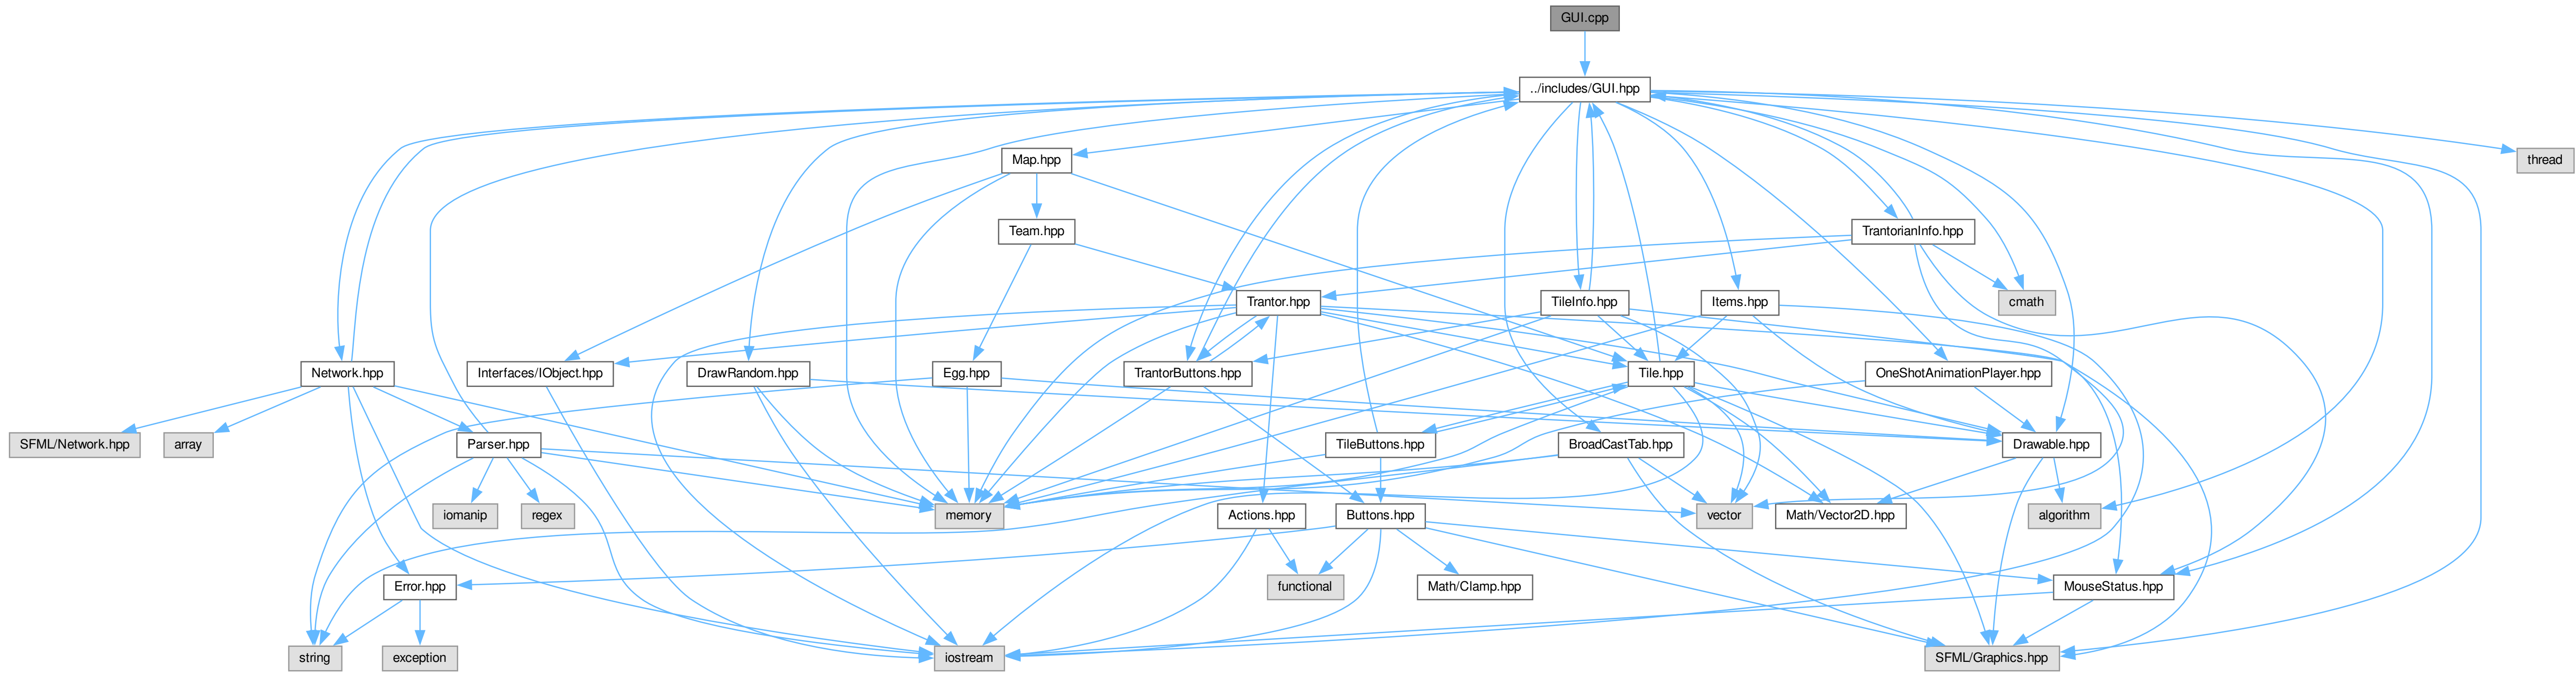 GUI.cpp
../includes/GUI.hpp
Map.hpp
thread
Team.hpp
TrantorianInfo.hpp
Trantor.hpp
TileInfo.hpp
Items.hpp
cmath
Network.hpp
Interfaces/IObject.hpp
DrawRandom.hpp
Egg.hpp
TrantorButtons.hpp
Tile.hpp
OneShotAnimationPlayer.hpp
SFML/Network.hpp
array
Parser.hpp
TileButtons.hpp
BroadCastTab.hpp
Drawable.hpp
iomanip
regex
memory
Actions.hpp
Buttons.hpp
vector
Math/Vector2D.hpp
algorithm
Error.hpp
functional
Math/Clamp.hpp
MouseStatus.hpp
string
exception
iostream
SFML/Graphics.hpp